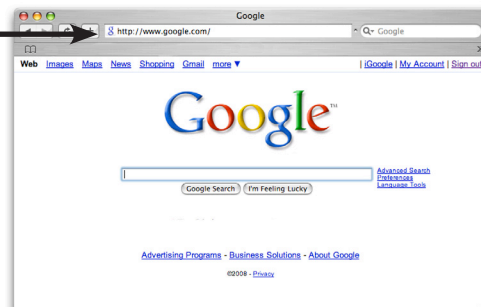 Google
http://www.google.com/
Google
Web Images Maps News Shopping Gmail more ▼
| iGoogle | My Account | Sign out
Google™
Advanced Search
Preferences
Language Tools
Google Search I'm Feeling Lucky
Advertising Programs - Business Solutions - About Google
©2008 - Privacy